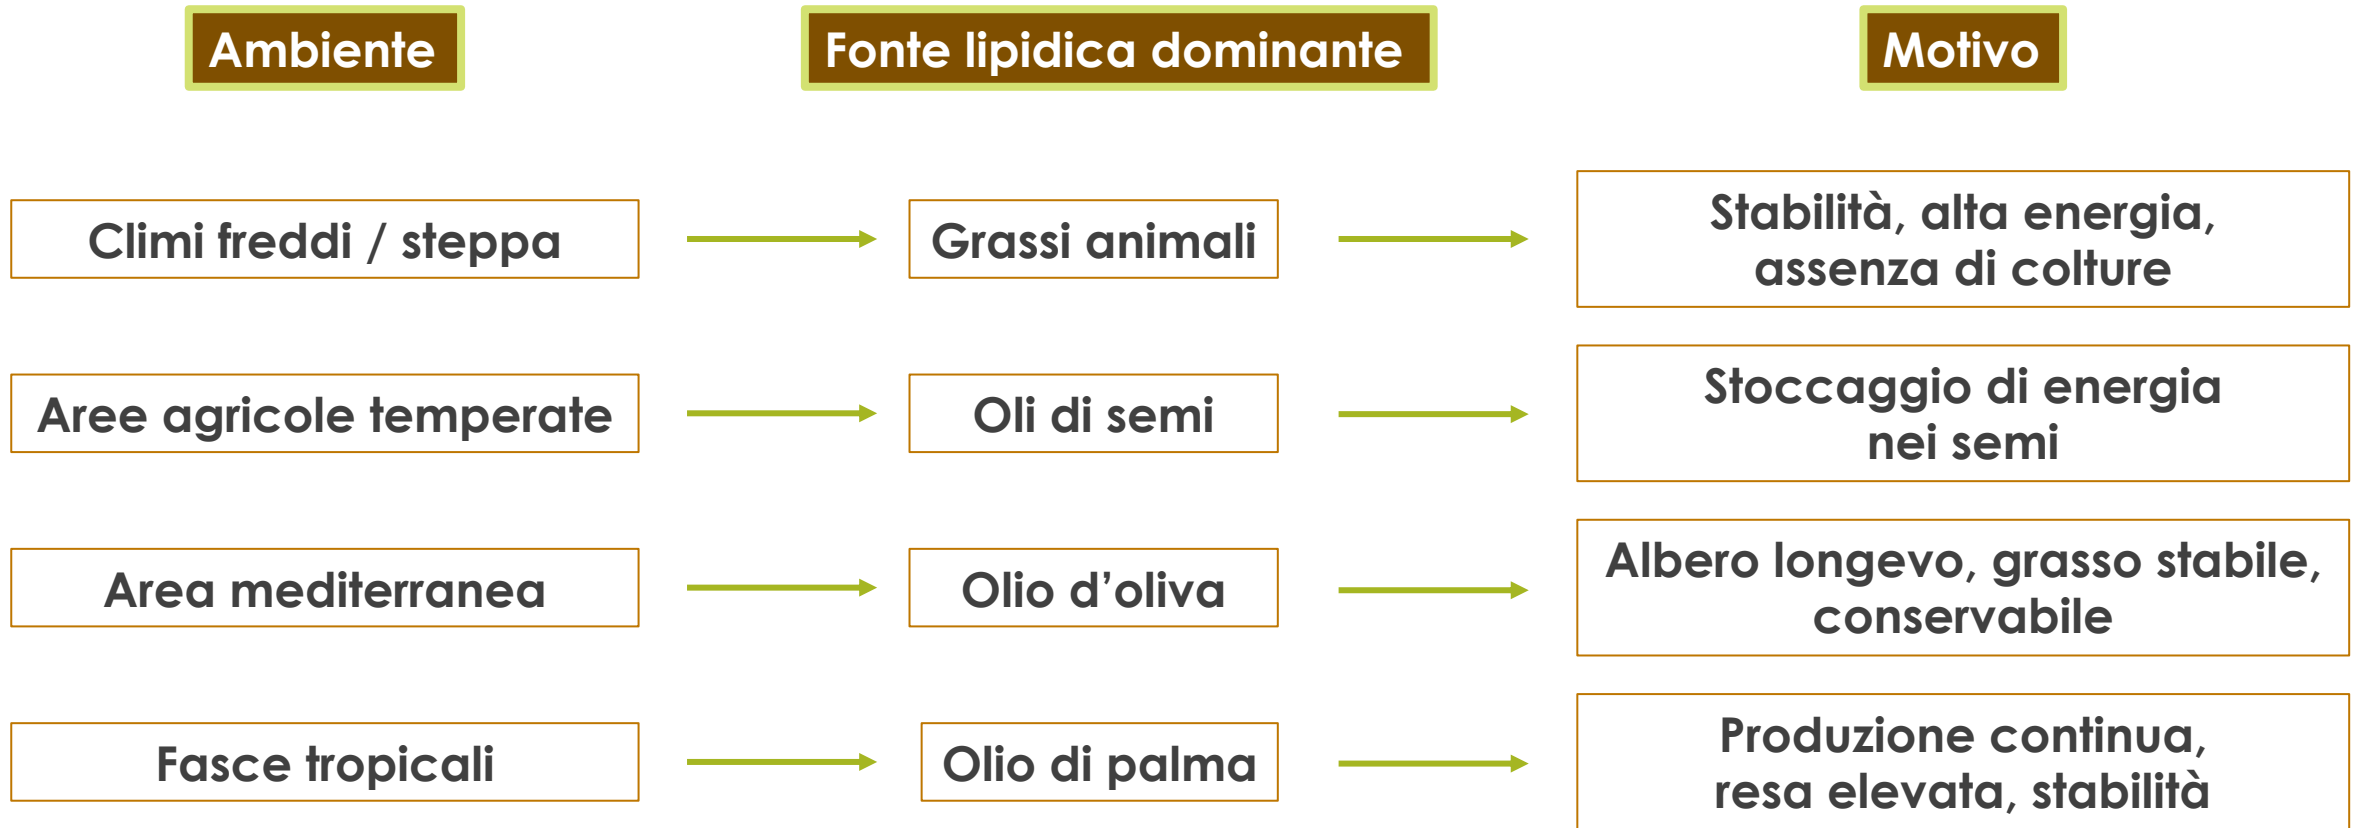 Ambiente
Fonte lipidica dominante
Motivo
Climi freddi / steppa
Grassi animali
Stabilità, alta energia,
assenza di colture
Aree agricole temperate
Oli di semi
Stoccaggio di energia
nei semi
Area mediterranea
Olio d’oliva
Albero longevo, grasso stabile,
conservabile
Fasce tropicali
Olio di palma
Produzione continua,
resa elevata, stabilità